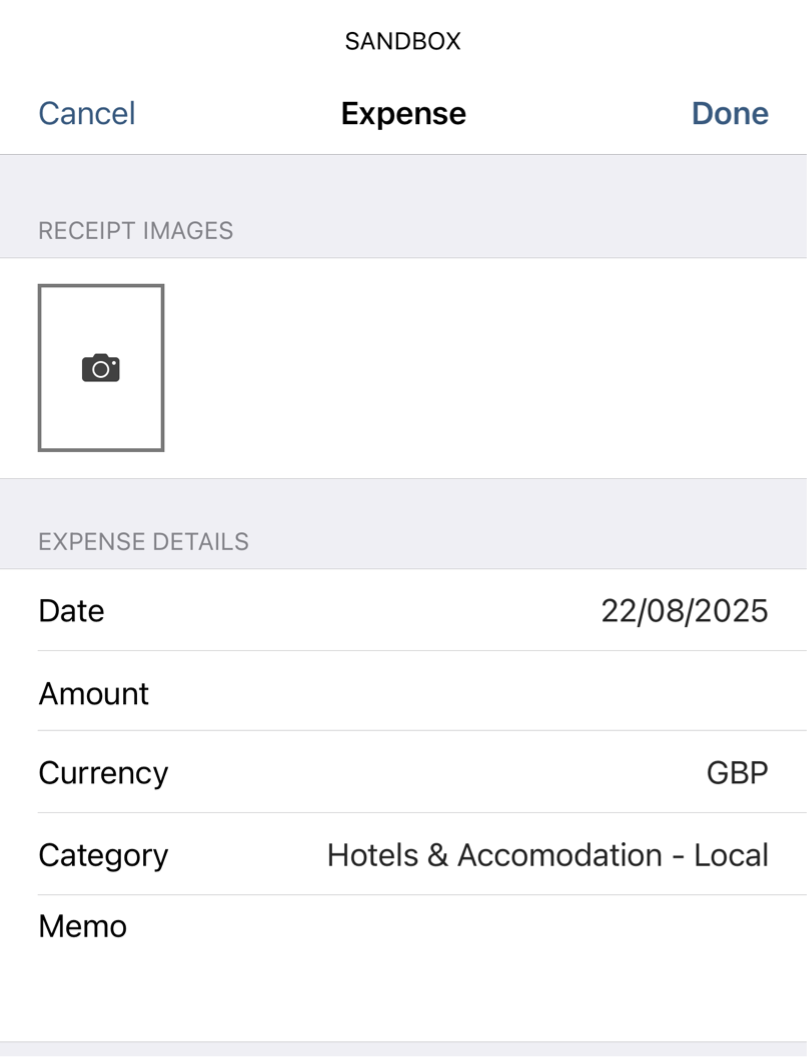 SANDBOX
Cancel Expense Done
RECEIPT IMAGES
EXPENSE DETAILS
Date 22/08/2025
Amount
Currency GBP
Category Hotels & Accomodation - Local
Memo